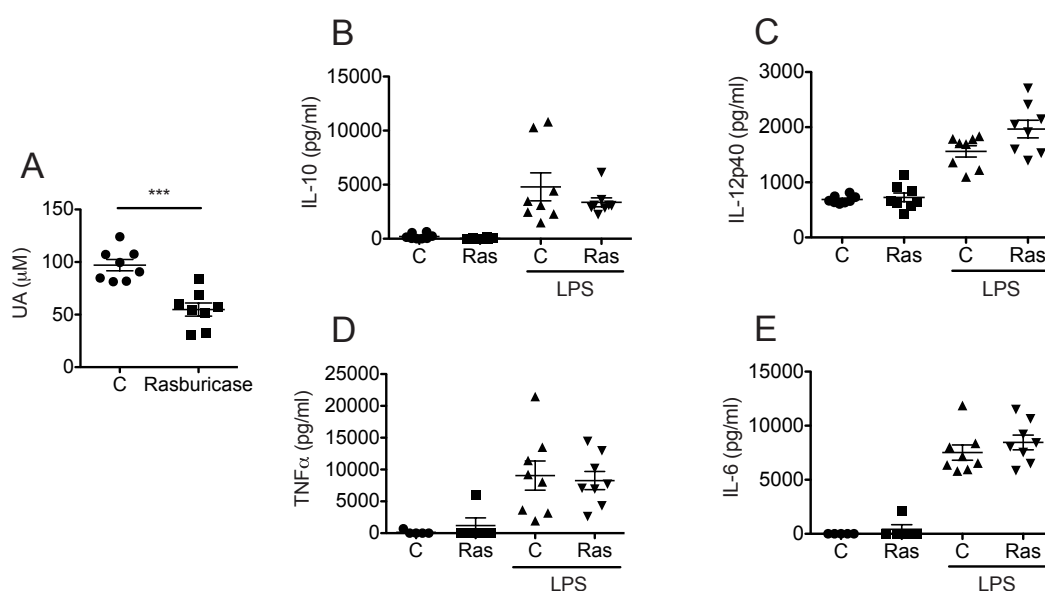 A
***
UA (μM)
150
100
50
0
C Rasburicase
B
IL-10 (pg/ml)
15000
10000
5000
0
C Ras C Ras
LPS
C
IL-12p40 (pg/ml)
3000
2000
1000
0
C Ras C Ras
LPS
D
TNFα (pg/ml)
25000
20000
15000
10000
5000
0
C Ras C Ras
LPS
E
IL-6 (pg/ml)
15000
10000
5000
0
C Ras C Ras
LPS